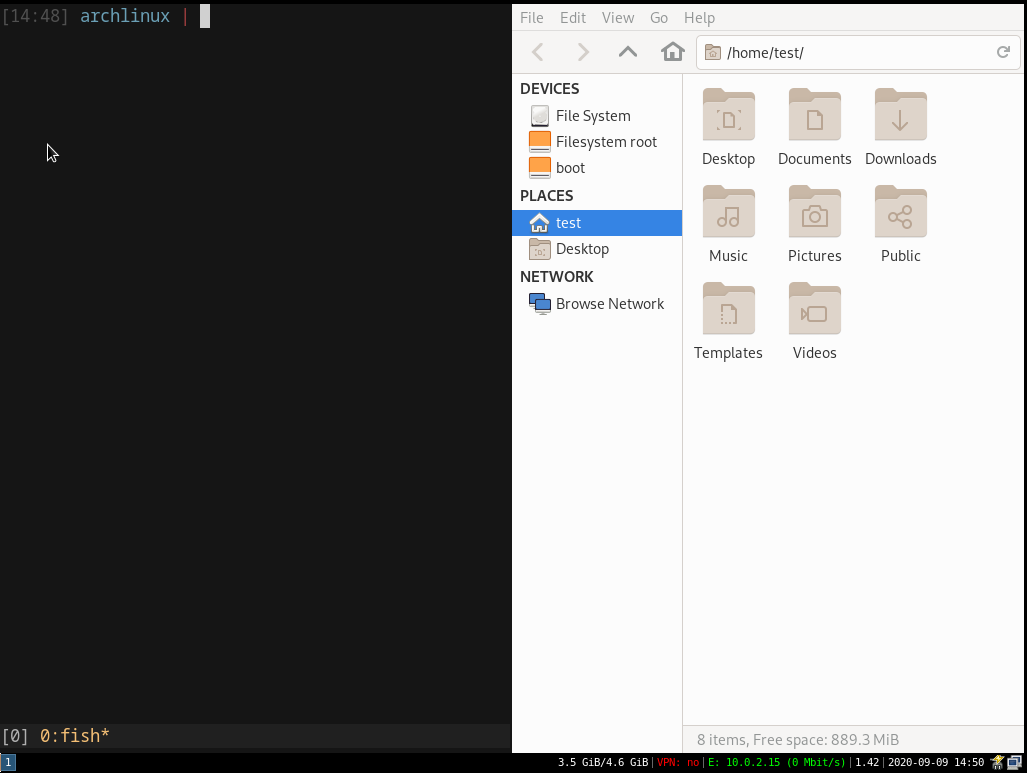 [14:48] archlinux |
[0] 0:fish*
File Edit View Go Help
/home/test/
DEVICES
File System
Filesystem root
boot
PLACES
test
Desktop
NETWORK
Browse Network
Desktop Documents Downloads
Music Pictures Public
Templates Videos
8 items, Free space: 889.3 MiB
1
3.5 GiB/4.6 GiB|VPN: no|E: 10.0.2.15 (0 Mbit/s)|1.42|2020-09-09 14:50